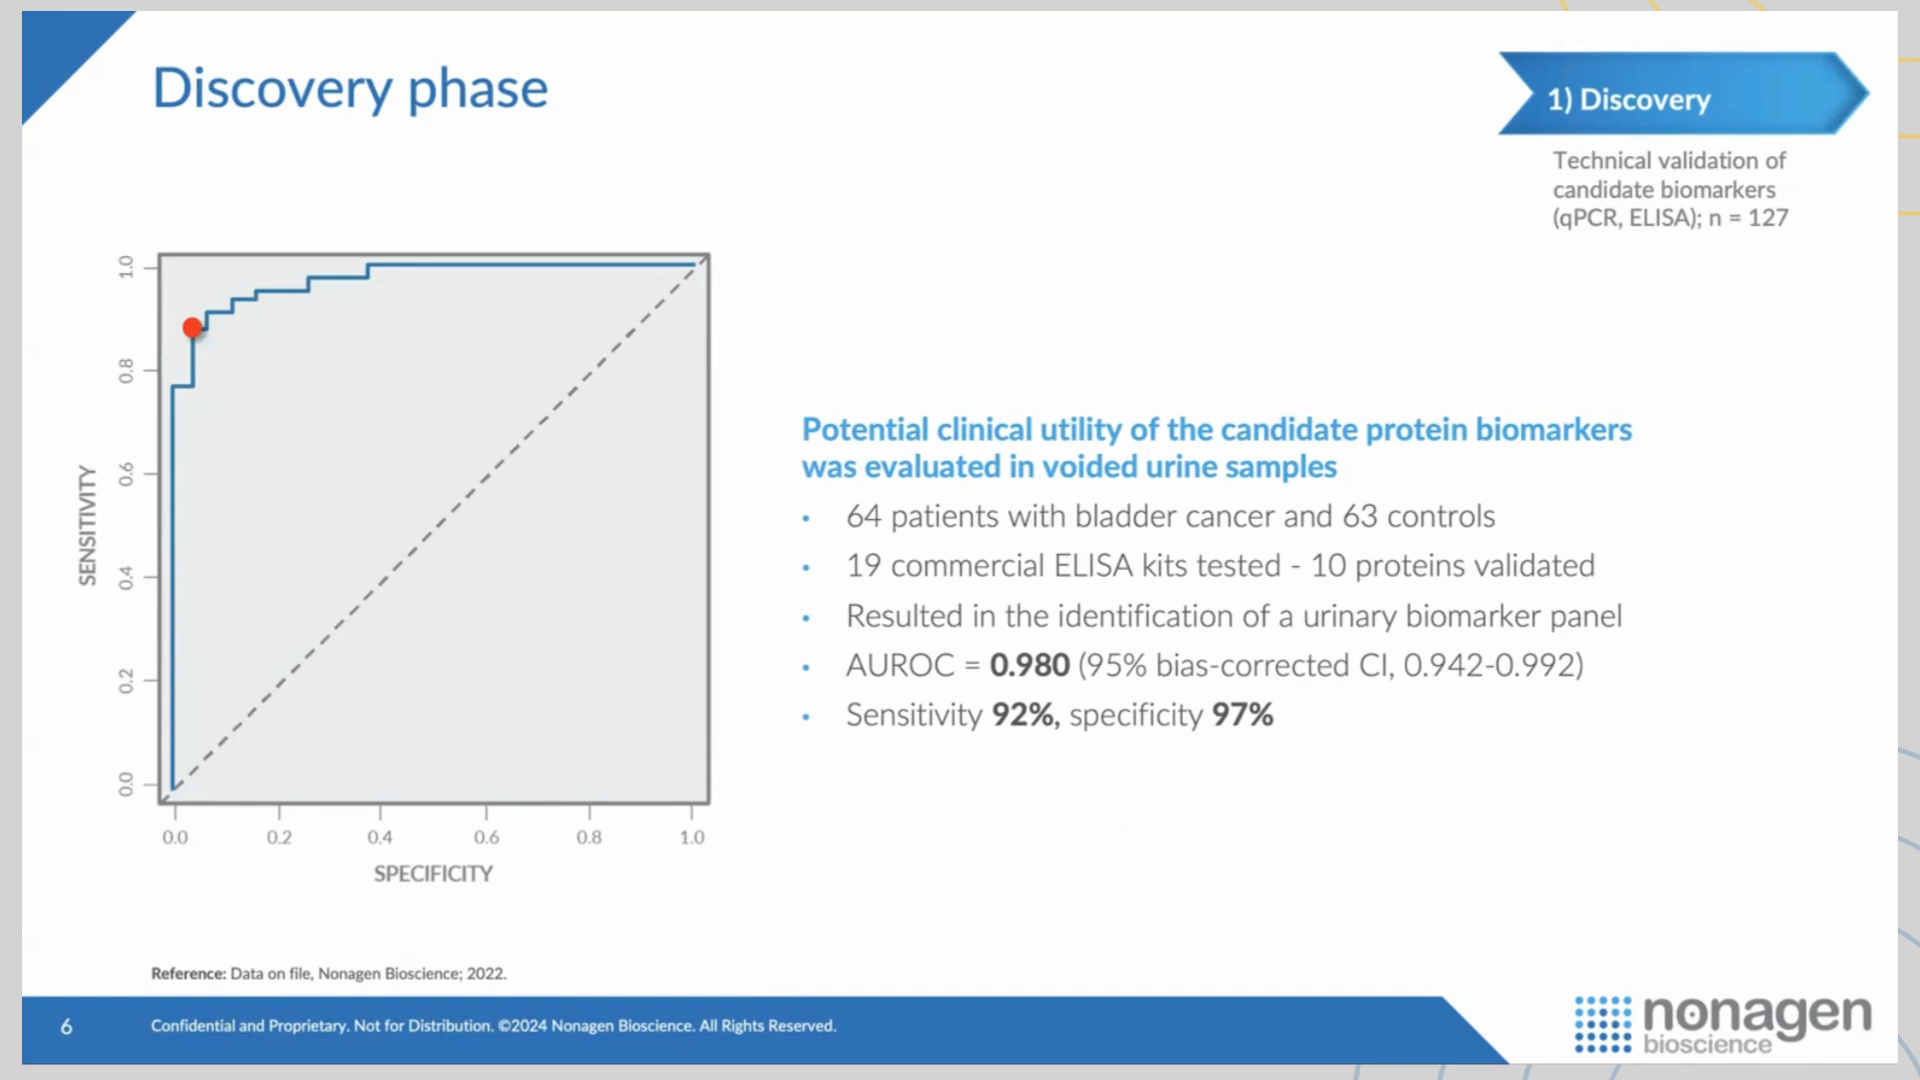 Discovery phase
1) Discovery
Technical validation of
candidate biomarkers
(qPCR, ELISA); n = 127
SENSITIVITY
1.0
0.8
0.6
0.4
0.2
0.0
0.0 0.2 0.4 0.6 0.8 1.0
SPECIFICITY
Potential clinical utility of the candidate protein biomarkers
was evaluated in voided urine samples
• 64 patients with bladder cancer and 63 controls
• 19 commercial ELISA kits tested - 10 proteins validated
• Resulted in the identification of a urinary biomarker panel
• AUROC = 0.980 (95% bias-corrected CI, 0.942-0.992)
• Sensitivity 92%, specificity 97%
Reference: Data on file, Nonagen Bioscience; 2022.
6 Confidential and Proprietary. Not for Distribution. ©2024 Nonagen Bioscience. All Rights Reserved.
nonagen
bioscience